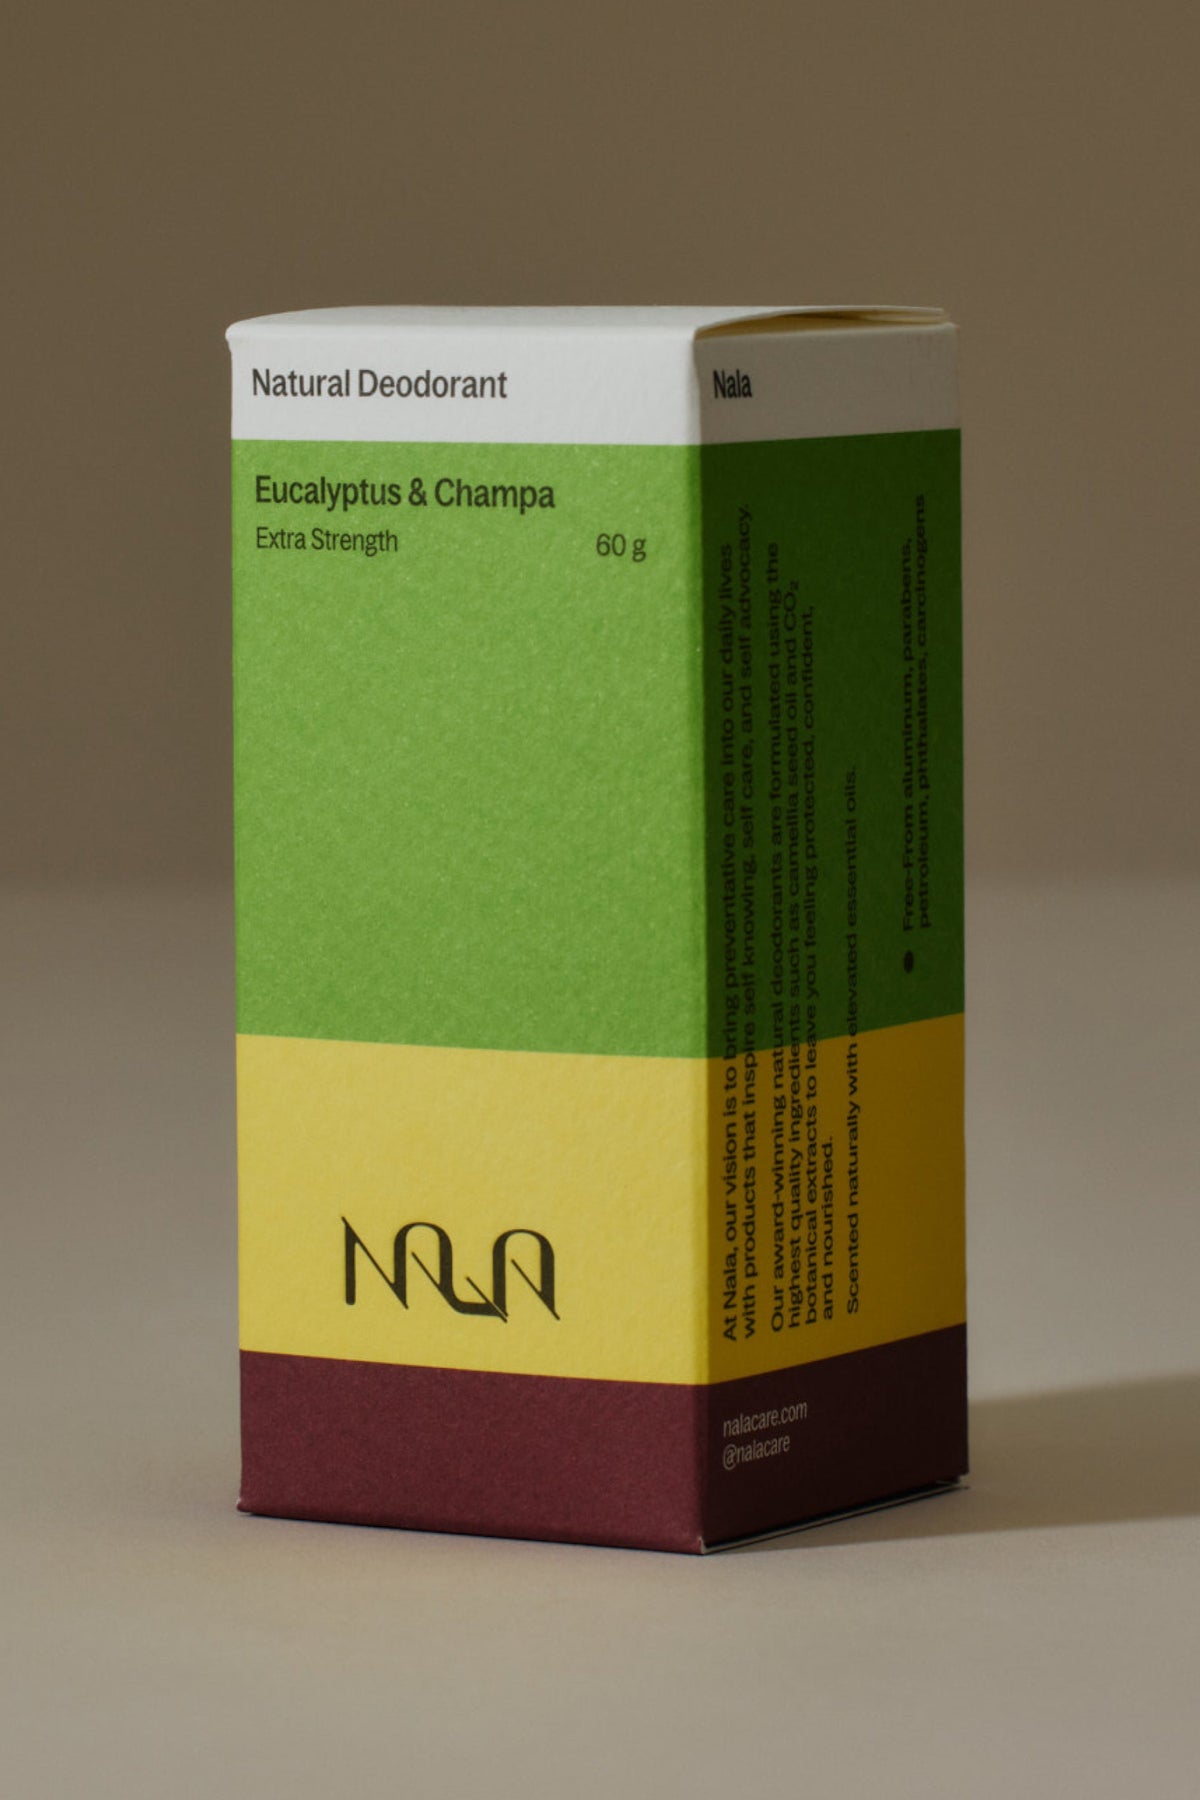 Natural Deodorant
Eucalyptus & Champa
Extra Strength
60 g
NALA
Nala
At Nala, our vision is to bring preventative care into our daily lives
with products that inspire self knowing, self care, and self advocacy.
Our award-winning natural deodorants are formulated using the
highest quality ingredients such as camellia seed oil and CO₂
botanical extracts to leave you feeling protected, confident,
and nourished.
Scented naturally with elevated essential oils.
Free-From aluminum, parabens,
petroleum, phthalates, carcinogens
nalacare.com
@nalacare